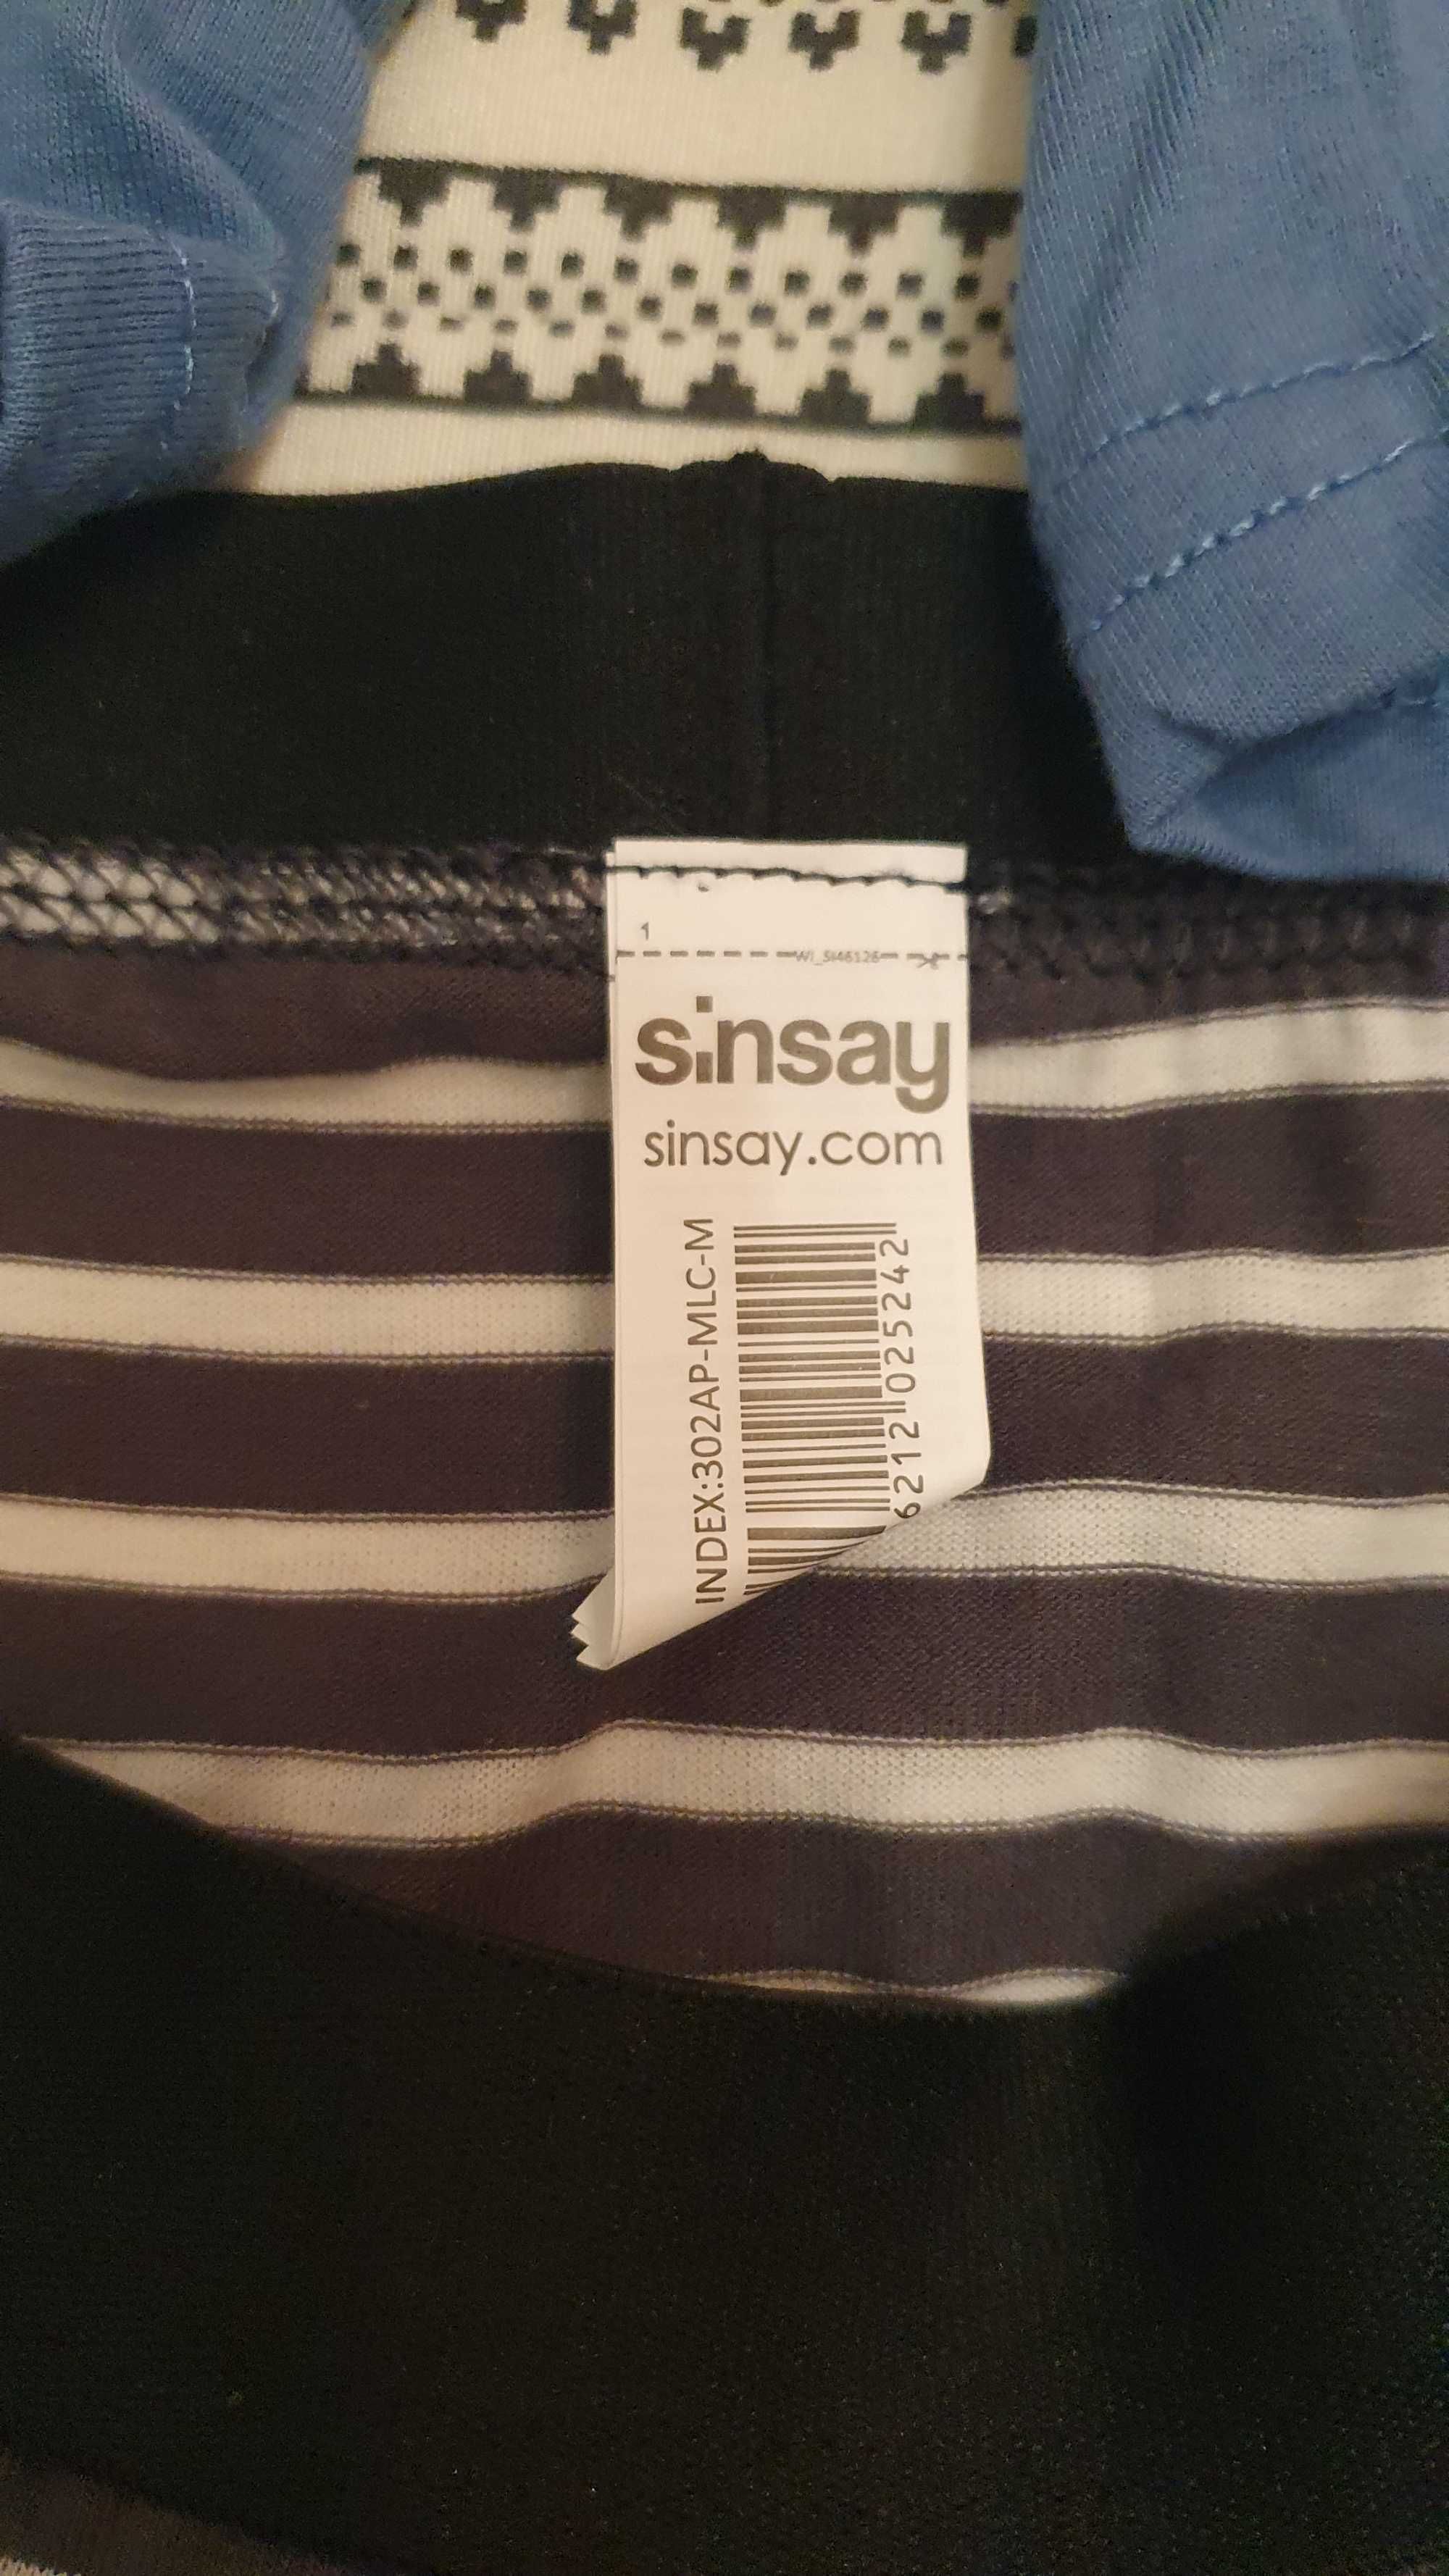 1
WI_SI46126
sinsay
sinsay.com
INDEX:302AP-MLC-M
6212 025242